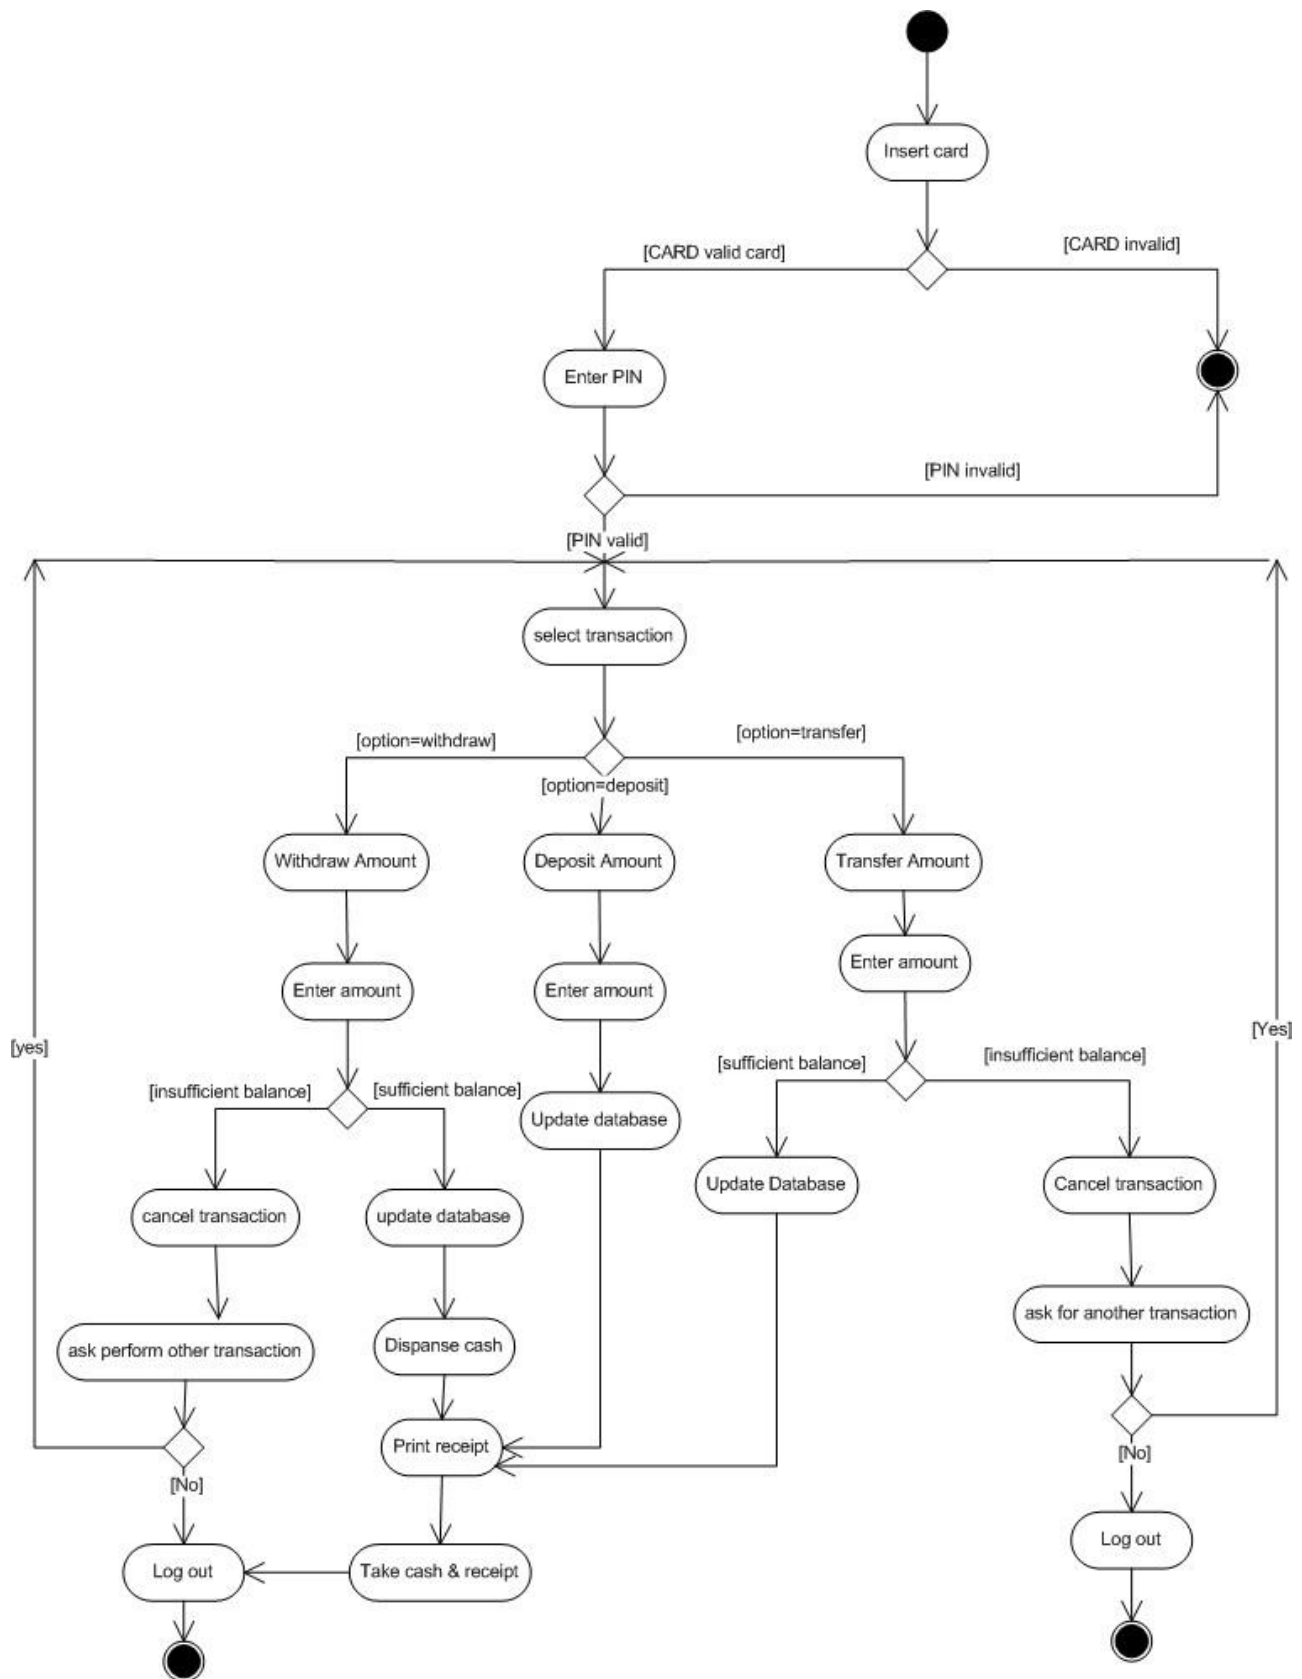 Insert card
[CARD valid card]
[CARD invalid]
Enter PIN
[PIN invalid]
[PIN valid]
select transaction
[option=withdraw]
[option=transfer]
[option=deposit]
Withdraw Amount
Deposit Amount
Transfer Amount
Enter amount
Enter amount
Enter amount
[yes]
[Yes]
[insufficient balance]
[sufficient balance]
[sufficient balance]
[insufficient balance]
Update database
Update Database
Cancel transaction
cancel transaction
update database
ask for another transaction
ask perform other transaction
Dispanse cash
Print receipt
[No]
[No]
Log out
Take cash & receipt
Log out